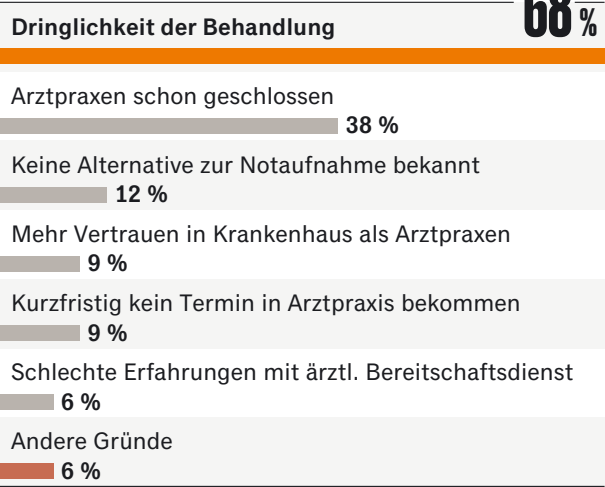 Dringlichkeit der Behandlung 68 %
Arztpraxen schon geschlossen
38 %
Keine Alternative zur Notaufnahme bekannt
12 %
Mehr Vertrauen in Krankenhaus als Arztpraxen
9 %
Kurzfristig kein Termin in Arztpraxis bekommen
9 %
Schlechte Erfahrungen mit ärztl. Bereitschaftsdienst
6 %
Andere Gründe
6 %